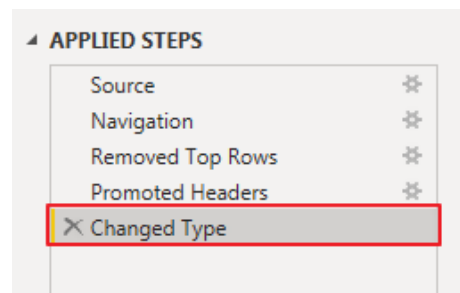 APPLIED STEPS
Source
Navigation
Removed Top Rows
Promoted Headers
Changed Type